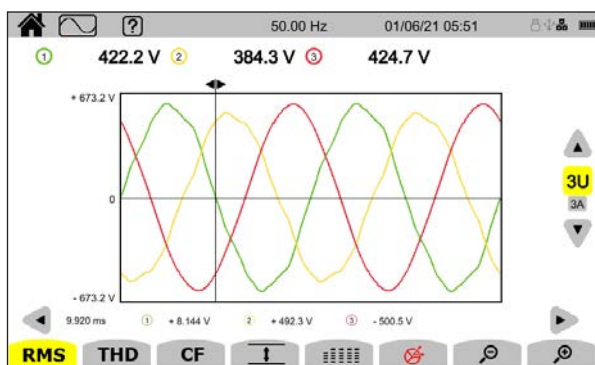 ? 50.00 Hz 01/06/21 05:51
1 422.2 V 2 384.3 V 3 424.7 V
+ 673.2 V
0
- 673.2 V
3U
3A
9.920 ms 1 + 8.144 V 2 + 492.3 V 3 - 500.5 V
RMS THD CF